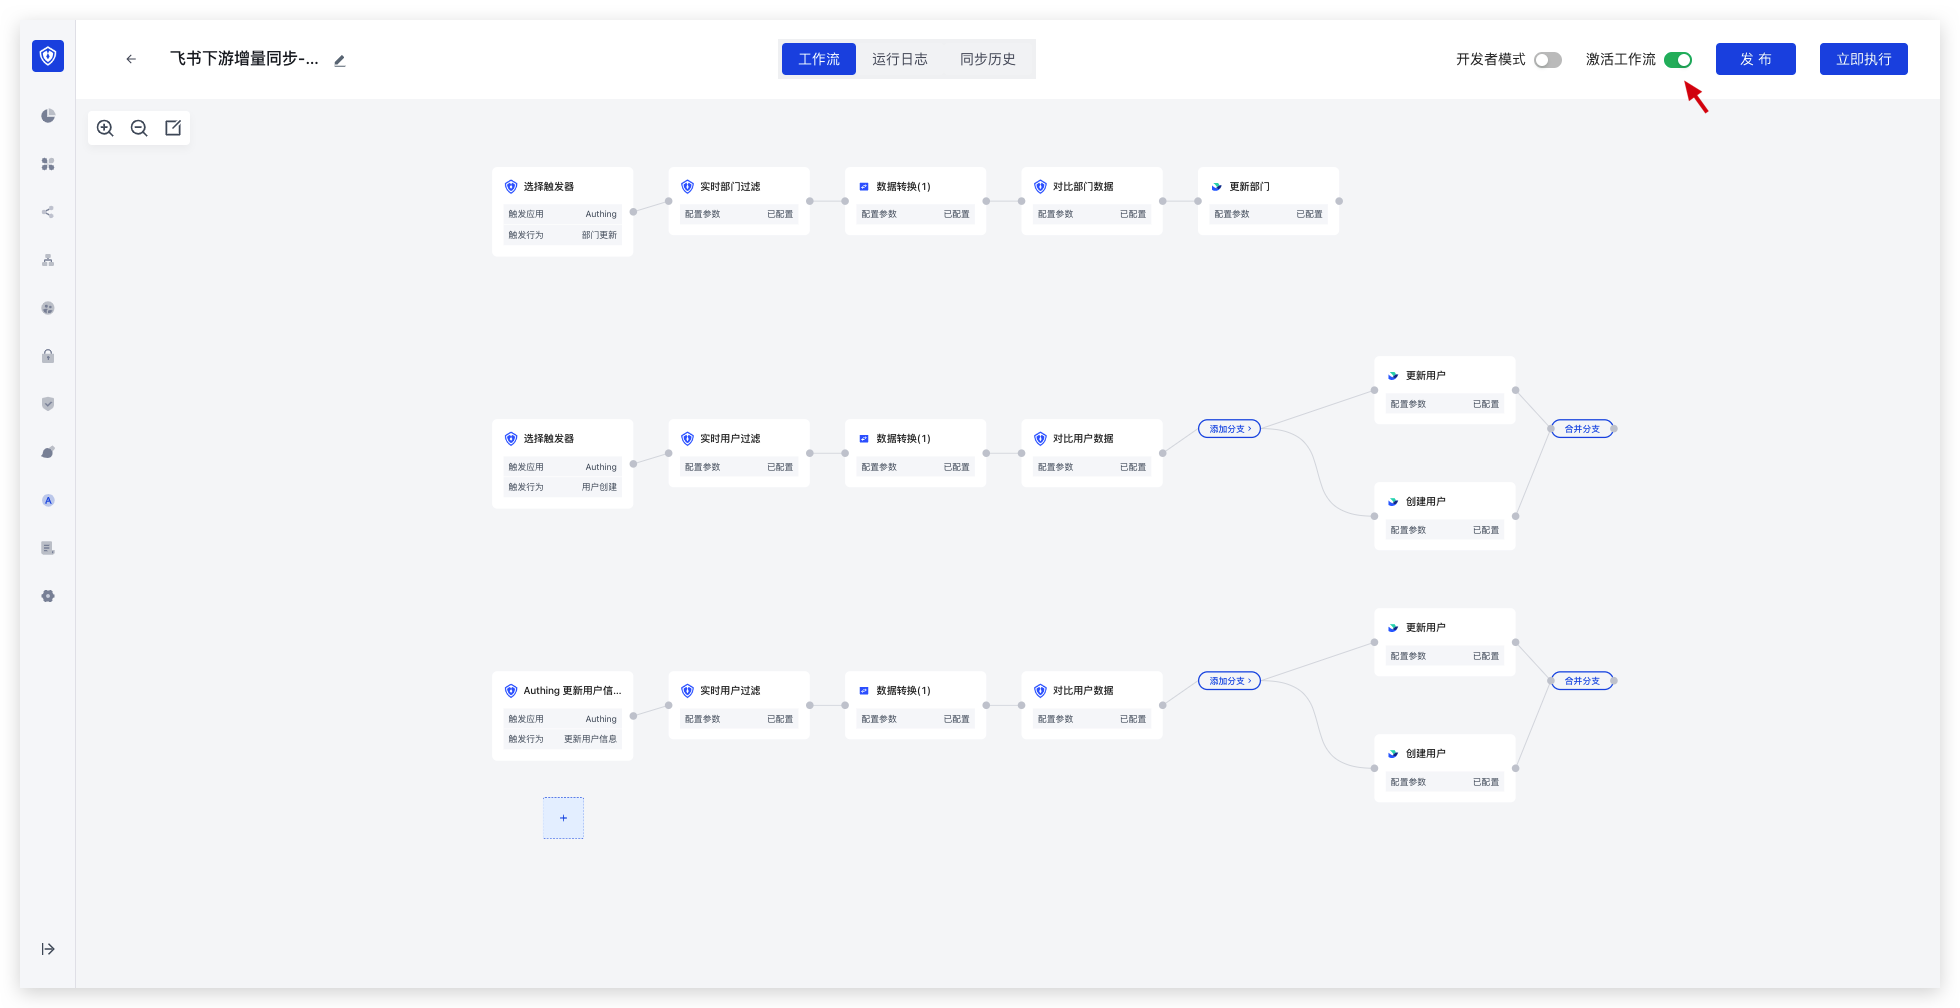 飞书下游增量同步-...
工作流 运行日志 同步历史
开发者模式 激活工作流 发 布 立即执行
选择触发器
触发应用 Authing
触发行为 部门更新
实时部门过滤
配置参数 已配置
数据转换(1)
配置参数 已配置
对比部门数据
配置参数 已配置
更新部门
配置参数 已配置
选择触发器
触发应用 Authing
触发行为 用户创建
实时用户过滤
配置参数 已配置
数据转换(1)
配置参数 已配置
对比用户数据
配置参数 已配置
添加分支 >
更新用户
配置参数 已配置
创建用户
配置参数 已配置
合并分支
Authing 更新用户信...
触发应用 Authing
触发行为 更新用户信息
实时用户过滤
配置参数 已配置
数据转换(1)
配置参数 已配置
对比用户数据
配置参数 已配置
添加分支 >
更新用户
配置参数 已配置
创建用户
配置参数 已配置
合并分支
+
A